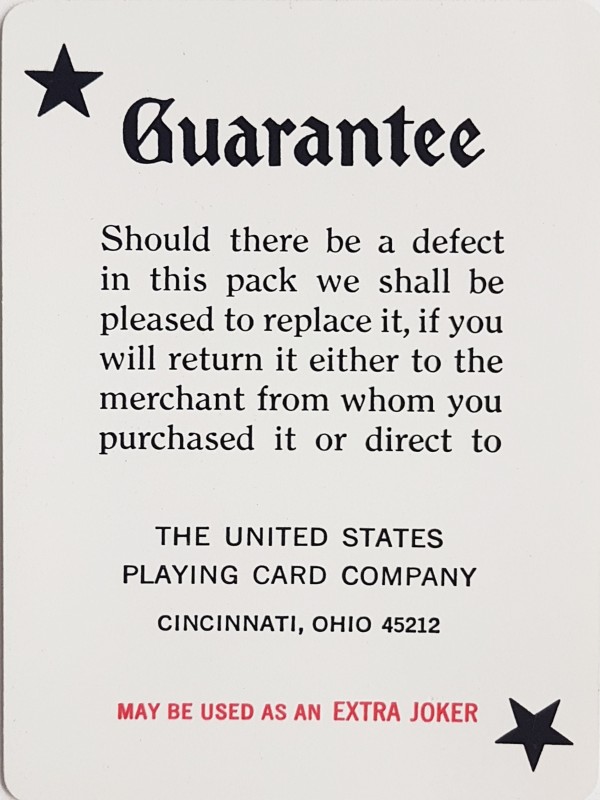 Guarantee
Should there be a defect
in this pack we shall be
pleased to replace it, if you
will return it either to the
merchant from whom you
purchased it or direct to
THE UNITED STATES
PLAYING CARD COMPANY
CINCINNATI, OHIO 45212
MAY BE USED AS AN EXTRA JOKER